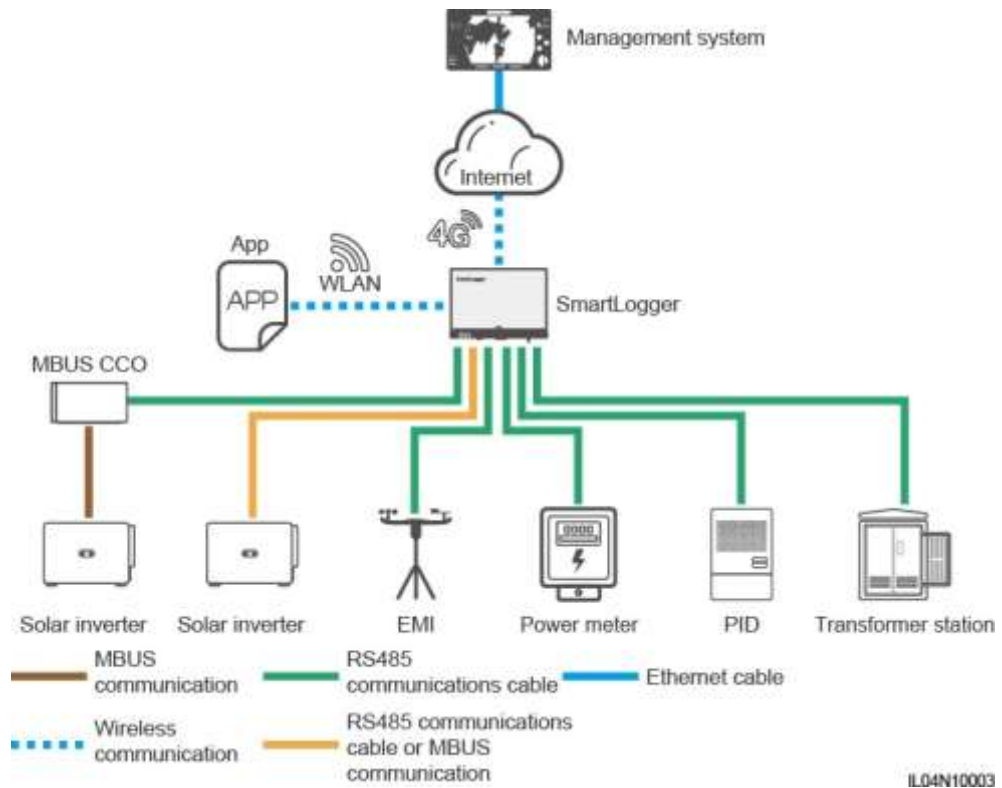 Management system
Internet
4G
App
WLAN
APP
SmartLogger
MBUS CCO
Solar inverter
Solar inverter
EMI
Power meter
PID
Transformer station
MBUS
communication
RS485
communications cable
Ethernet cable
Wireless
communication
RS485 communications
cable or MBUS
communication
IL04N10003